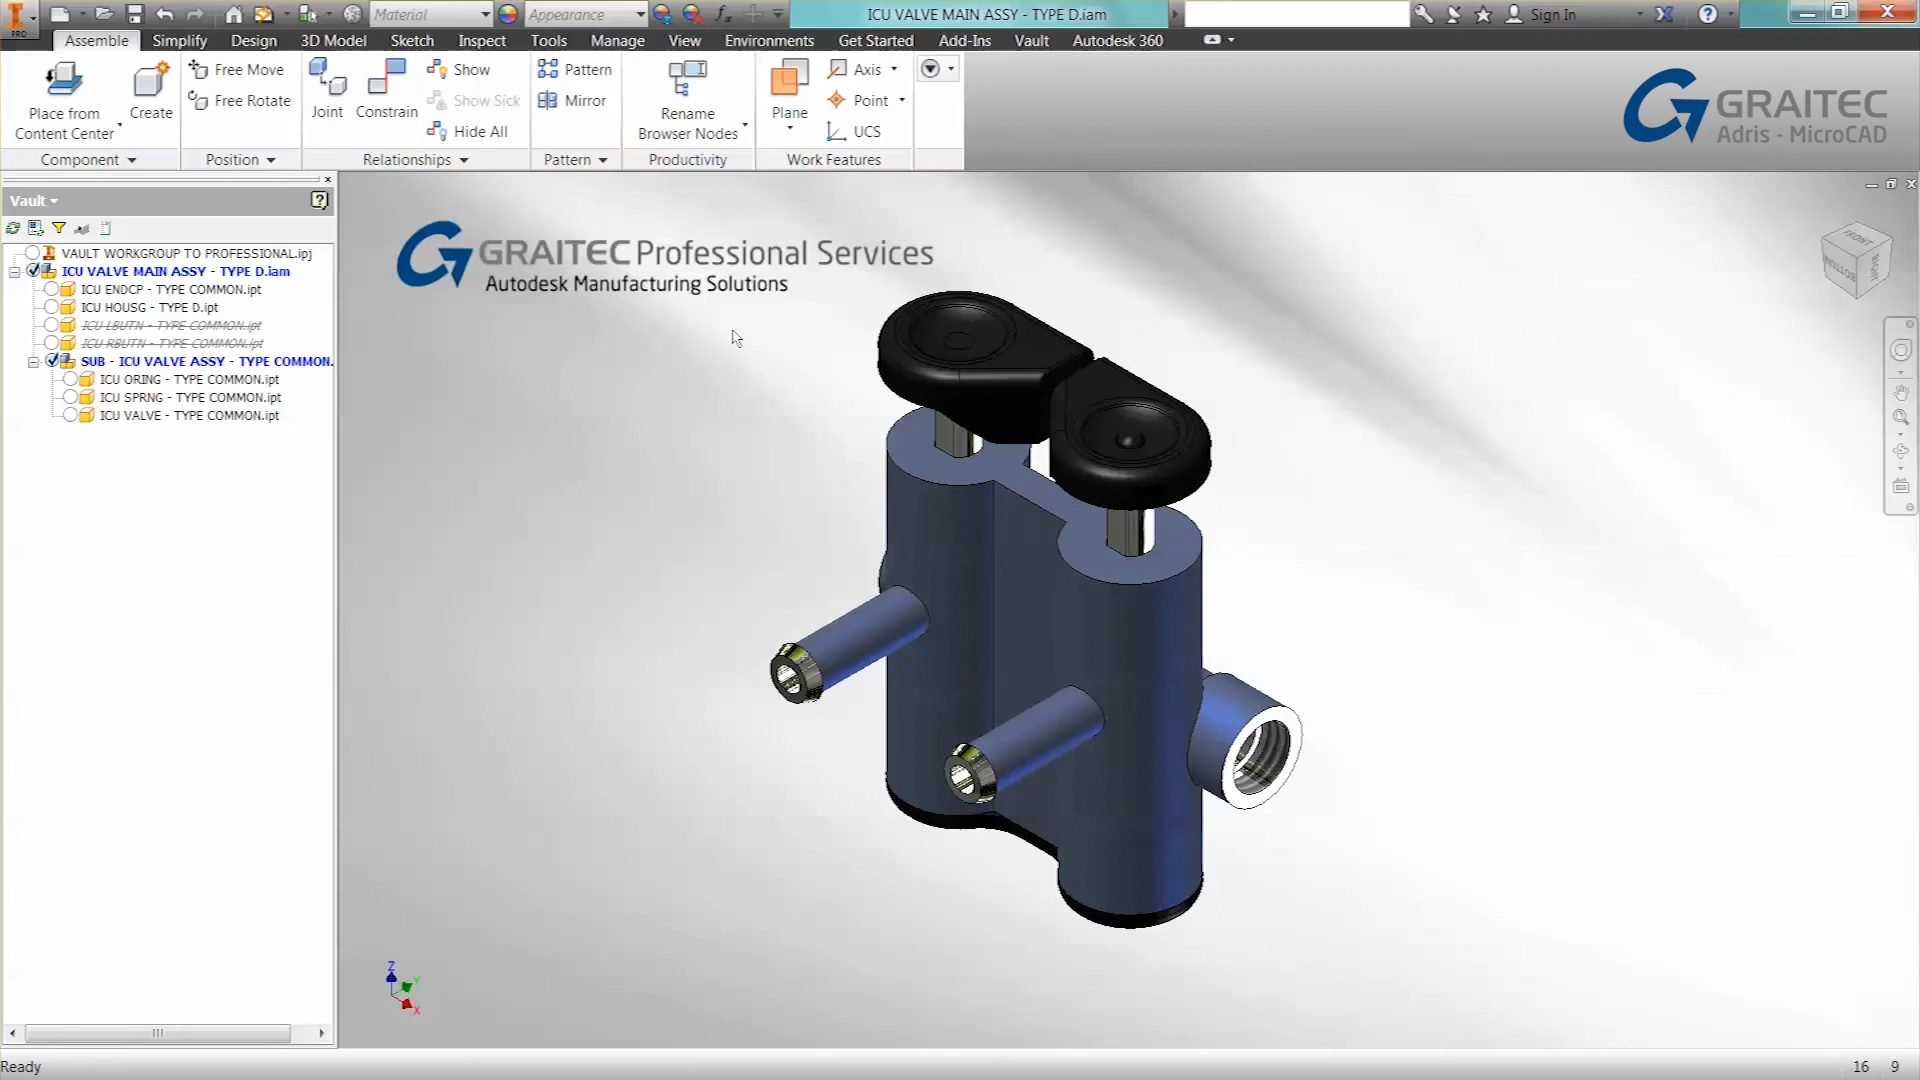 PRO
Material
Appearance
ICU VALVE MAIN ASSY - TYPE D.iam
Sign In
Assemble Simplify Design 3D Model Sketch Inspect Tools Manage View Environments Get Started Add-Ins Vault Autodesk 360
Place from
Content Center
Create
Component
Free Move
Free Rotate
Position
Joint
Constrain
Show
Show Sick
Hide All
Relationships
Pattern
Mirror
Pattern
Rename
Browser Nodes
Productivity
Plane
Axis
Point
UCS
Work Features
GRAITEC
Adris - MicroCAD
Vault
VAULT WORKGROUP TO PROFESSIONAL.ipj
ICU VALVE MAIN ASSY - TYPE D.iam
ICU ENDCP - TYPE COMMON.ipt
ICU HOUSG - TYPE D.ipt
ICU LBUTN - TYPE COMMON.ipt
ICU RBUTN - TYPE COMMON.ipt
SUB - ICU VALVE ASSY - TYPE COMMON.
ICU ORING - TYPE COMMON.ipt
ICU SPRNG - TYPE COMMON.ipt
ICU VALVE - TYPE COMMON.ipt
GRAITEC Professional Services
Autodesk Manufacturing Solutions
FRONT
RIGHT
BOTTOM
Z
Y
X
Ready
16 9